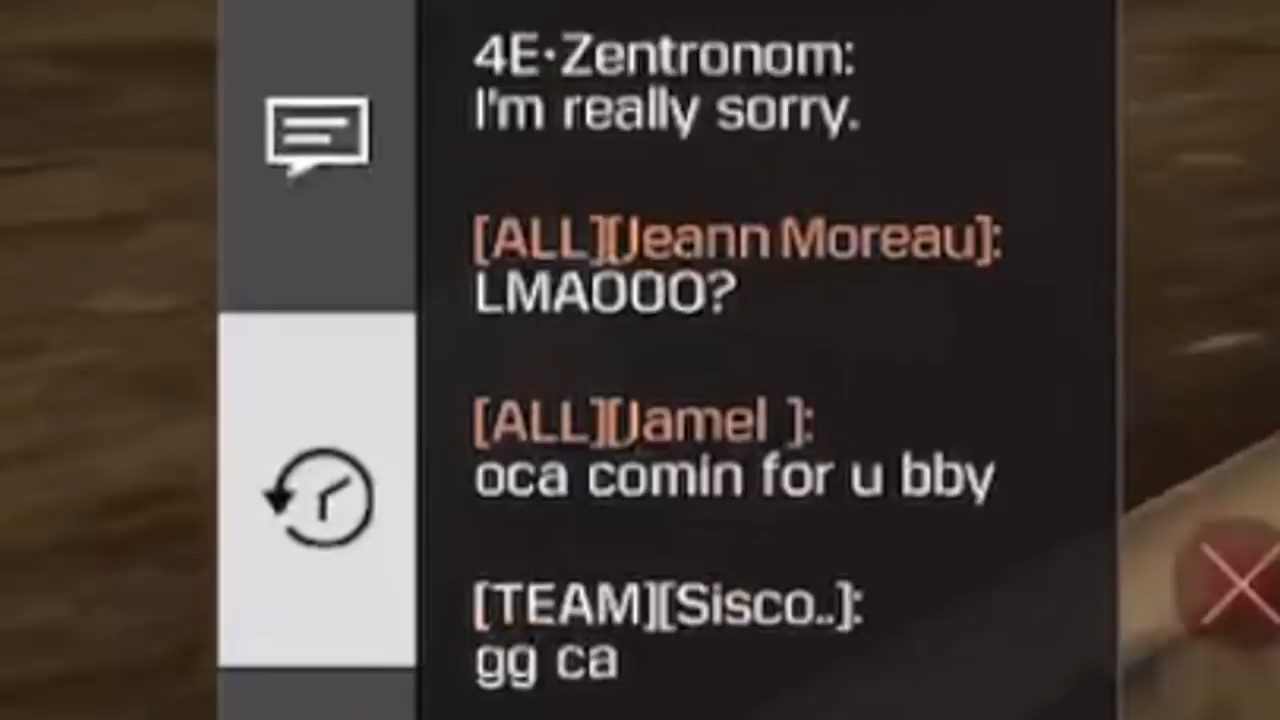 4E·Zentronom:
I'm really sorry.
[ALL][Jeann Moreau]:
LMAOOO?
[ALL][Jamel ]:
oca comin for u bby
[TEAM][Sisco..]:
gg ca